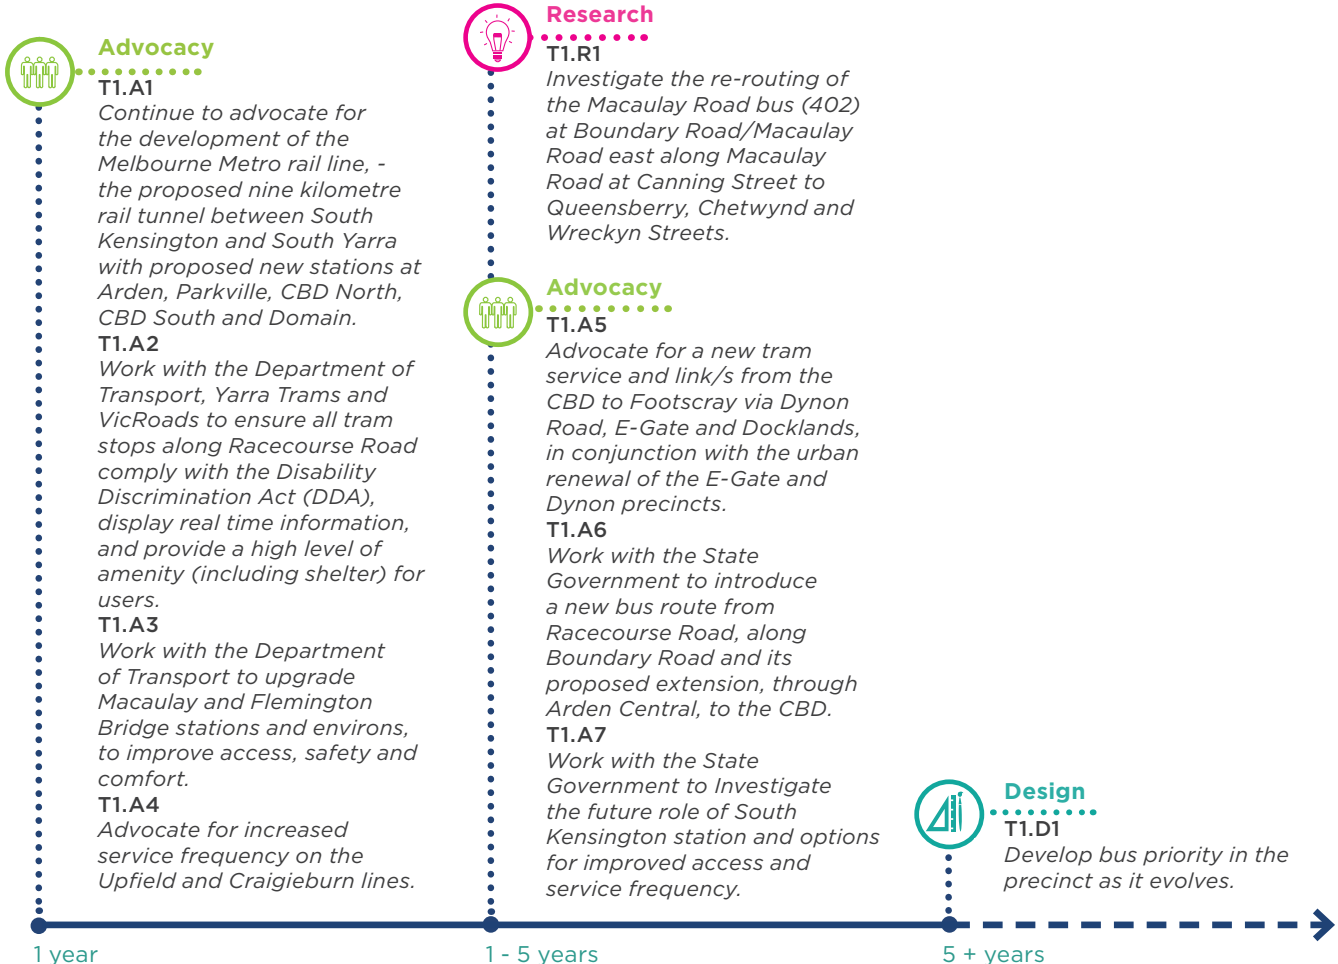 Advocacy
T1.A1
Continue to advocate for
the development of the
Melbourne Metro rail line, -
the proposed nine kilometre
rail tunnel between South
Kensington and South Yarra
with proposed new stations at
Arden, Parkville, CBD North,
CBD South and Domain.
T1.A2
Work with the Department of
Transport, Yarra Trams and
VicRoads to ensure all tram
stops along Racecourse Road
comply with the Disability
Discrimination Act (DDA),
display real time information,
and provide a high level of
amenity (including shelter) for
users.
T1.A3
Work with the Department
of Transport to upgrade
Macaulay and Flemington
Bridge stations and environs,
to improve access, safety and
comfort.
T1.A4
Advocate for increased
service frequency on the
Upfield and Craigieburn lines.
1 year
Research
T1.R1
Investigate the re-routing of
the Macaulay Road bus (402)
at Boundary Road/Macaulay
Road east along Macaulay
Road at Canning Street to
Queensberry, Chetwynd and
Wreckyn Streets.
Advocacy
T1.A5
Advocate for a new tram
service and link/s from the
CBD to Footscray via Dynon
Road, E-Gate and Docklands,
in conjunction with the urban
renewal of the E-Gate and
Dynon precincts.
T1.A6
Work with the State
Government to introduce
a new bus route from
Racecourse Road, along
Boundary Road and its
proposed extension, through
Arden Central, to the CBD.
T1.A7
Work with the State
Government to Investigate
the future role of South
Kensington station and options
for improved access and
service frequency.
1 - 5 years
Design
T1.D1
Develop bus priority in the
precinct as it evolves.
5 + years